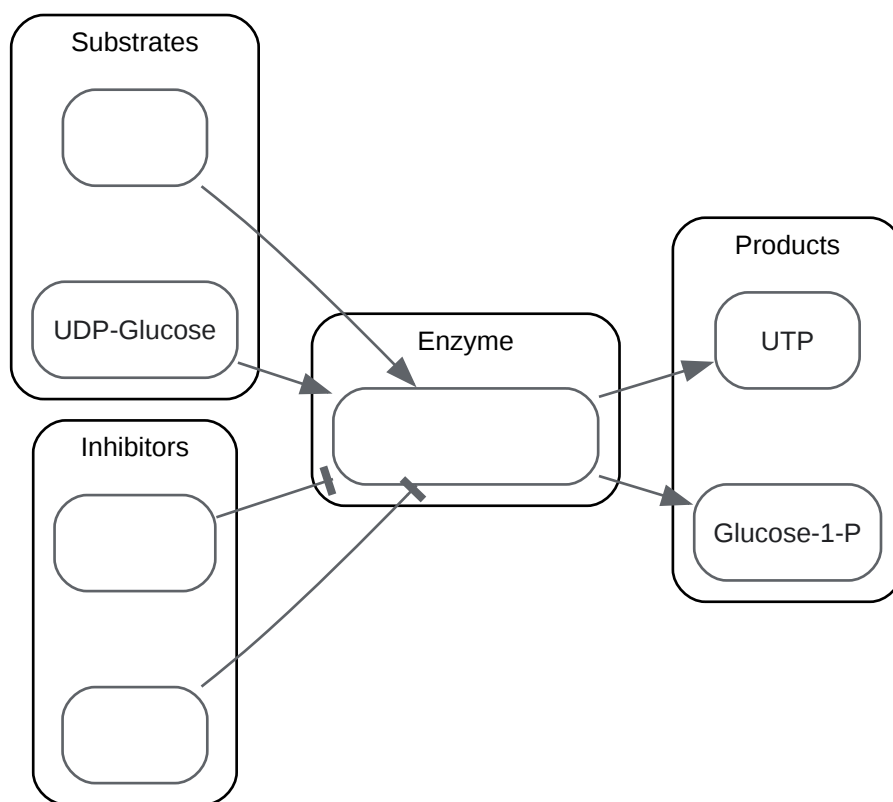 Substrates
UDP-Glucose
Inhibitors
Enzyme
Products
UTP
Glucose-1-P